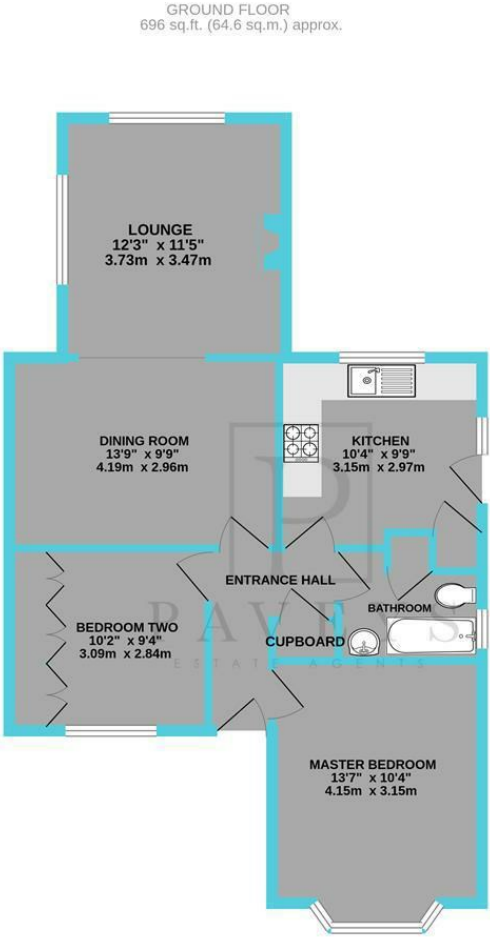 GROUND FLOOR
696 sq.ft. (64.6 sq.m.) approx.
LOUNGE
12'3" x 11'5"
3.73m x 3.47m
DINING ROOM
13'9" x 9'9"
4.19m x 2.96m
KITCHEN
10'4" x 9'9"
3.15m x 2.97m
ENTRANCE HALL
BATHROOM
BEDROOM TWO
10'2" x 9'4"
3.09m x 2.84m
CUPBOARD
ESTATE AGENTS
MASTER BEDROOM
13'7" x 10'4"
4.15m x 3.15m